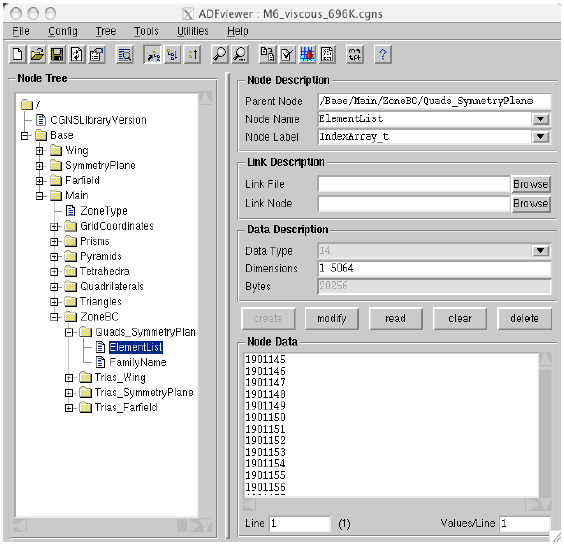 ADFviewer : M6_viscous_696K.cgns
File Config Tree Tools Utilities Help
Node Tree
/
CGNSLibraryVersion
Base
Wing
SymmetryPlane
Farfield
Main
ZoneType
GridCoordinates
Prisms
Pyramids
Tetrahedra
Quadrilaterals
Triangles
ZoneBC
Quads_SymmetryPlan
ElementList
FamilyName
Trias_Wing
Trias_SymmetryPlane
Trias_Farfield
Node Description
Parent Node /Base/Main/ZoneBC/Quads_SymmetryPlane
Node Name ElementList
Node Label IndexArray_t
Link Description
Link File Browse
Link Node Browse
Data Description
Data Type I4
Dimensions 1 5064
Bytes 20256
create modify read clear delete
Node Data
1901145
1901146
1901147
1901148
1901149
1901150
1901151
1901152
1901153
1901154
1901155
1901156
Line 1 (1) Values/Line 1